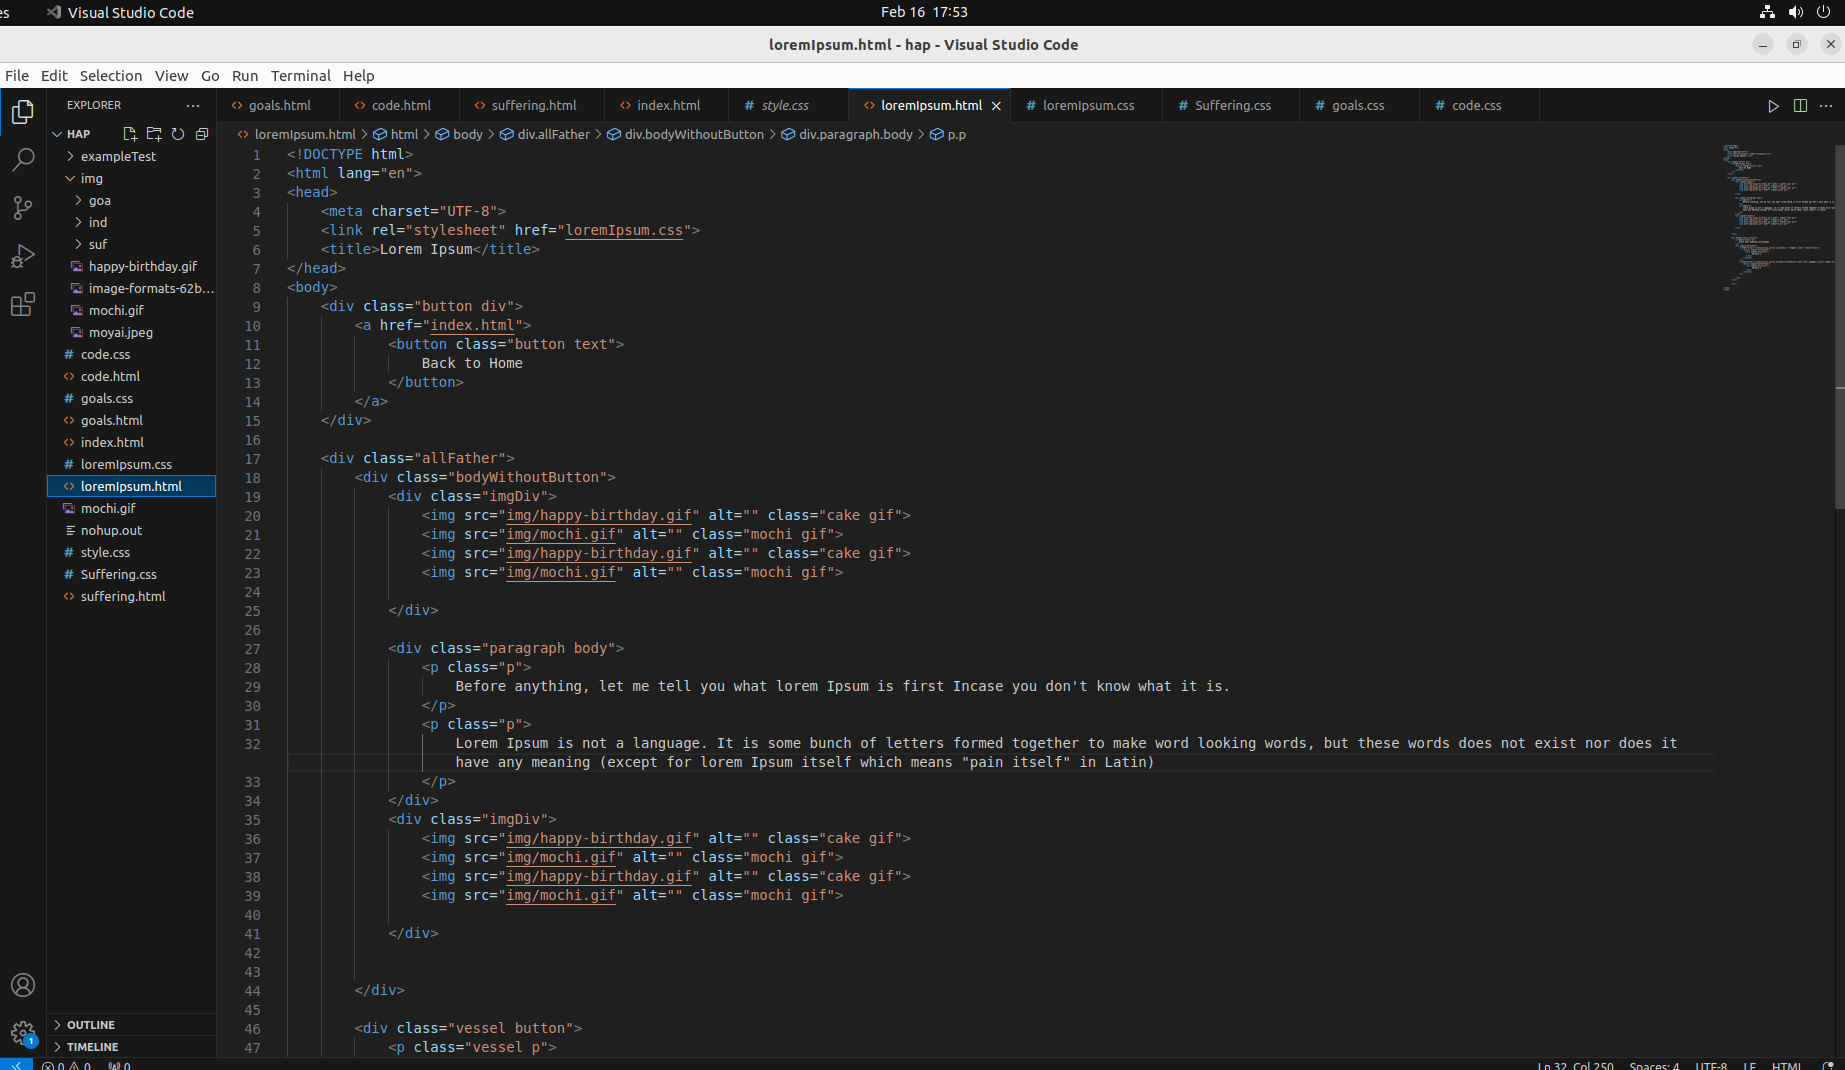 es Visual Studio Code Feb 16 17:53
loremIpsum.html - hap - Visual Studio Code
File Edit Selection View Go Run Terminal Help
EXPLORER ...
goals.html code.html suffering.html index.html style.css loremIpsum.html loremIpsum.css Suffering.css goals.css code.css
HAP
loremIpsum.html > html > body > div.allFather > div.bodyWithoutButton > div.paragraph.body > p.p
exampleTest
img
goa
ind
suf
happy-birthday.gif
image-formats-62b...
mochi.gif
moyai.jpeg
code.css
code.html
goals.css
goals.html
index.html
loremIpsum.css
loremIpsum.html
mochi.gif
nohup.out
style.css
Suffering.css
suffering.html
OUTLINE
TIMELINE
1 <!DOCTYPE html>
2 <html lang="en">
3 <head>
4 <meta charset="UTF-8">
5 <link rel="stylesheet" href="loremIpsum.css">
6 <title>Lorem Ipsum</title>
7 </head>
8 <body>
9 <div class="button div">
10 <a href="index.html">
11 <button class="button text">
12 Back to Home
13 </button>
14 </a>
15 </div>
16
17 <div class="allFather">
18 <div class="bodyWithoutButton">
19 <div class="imgDiv">
20 <img src="img/happy-birthday.gif" alt="" class="cake gif">
21 <img src="img/mochi.gif" alt="" class="mochi gif">
22 <img src="img/happy-birthday.gif" alt="" class="cake gif">
23 <img src="img/mochi.gif" alt="" class="mochi gif">
24
25 </div>
26
27 <div class="paragraph body">
28 <p class="p">
29 Before anything, let me tell you what lorem Ipsum is first Incase you don't know what it is.
30 </p>
31 <p class="p">
32 Lorem Ipsum is not a language. It is some bunch of letters formed together to make word looking words, but these words does not exist nor does it
have any meaning (except for lorem Ipsum itself which means "pain itself" in Latin)
33 </p>
34 </div>
35 <div class="imgDiv">
36 <img src="img/happy-birthday.gif" alt="" class="cake gif">
37 <img src="img/mochi.gif" alt="" class="mochi gif">
38 <img src="img/happy-birthday.gif" alt="" class="cake gif">
39 <img src="img/mochi.gif" alt="" class="mochi gif">
40
41 </div>
42
43
44 </div>
45
46 <div class="vessel button">
47 <p class="vessel p">
1
0 0 0 Ln 32, Col 250 Spaces: 4 UTF-8 LF HTML